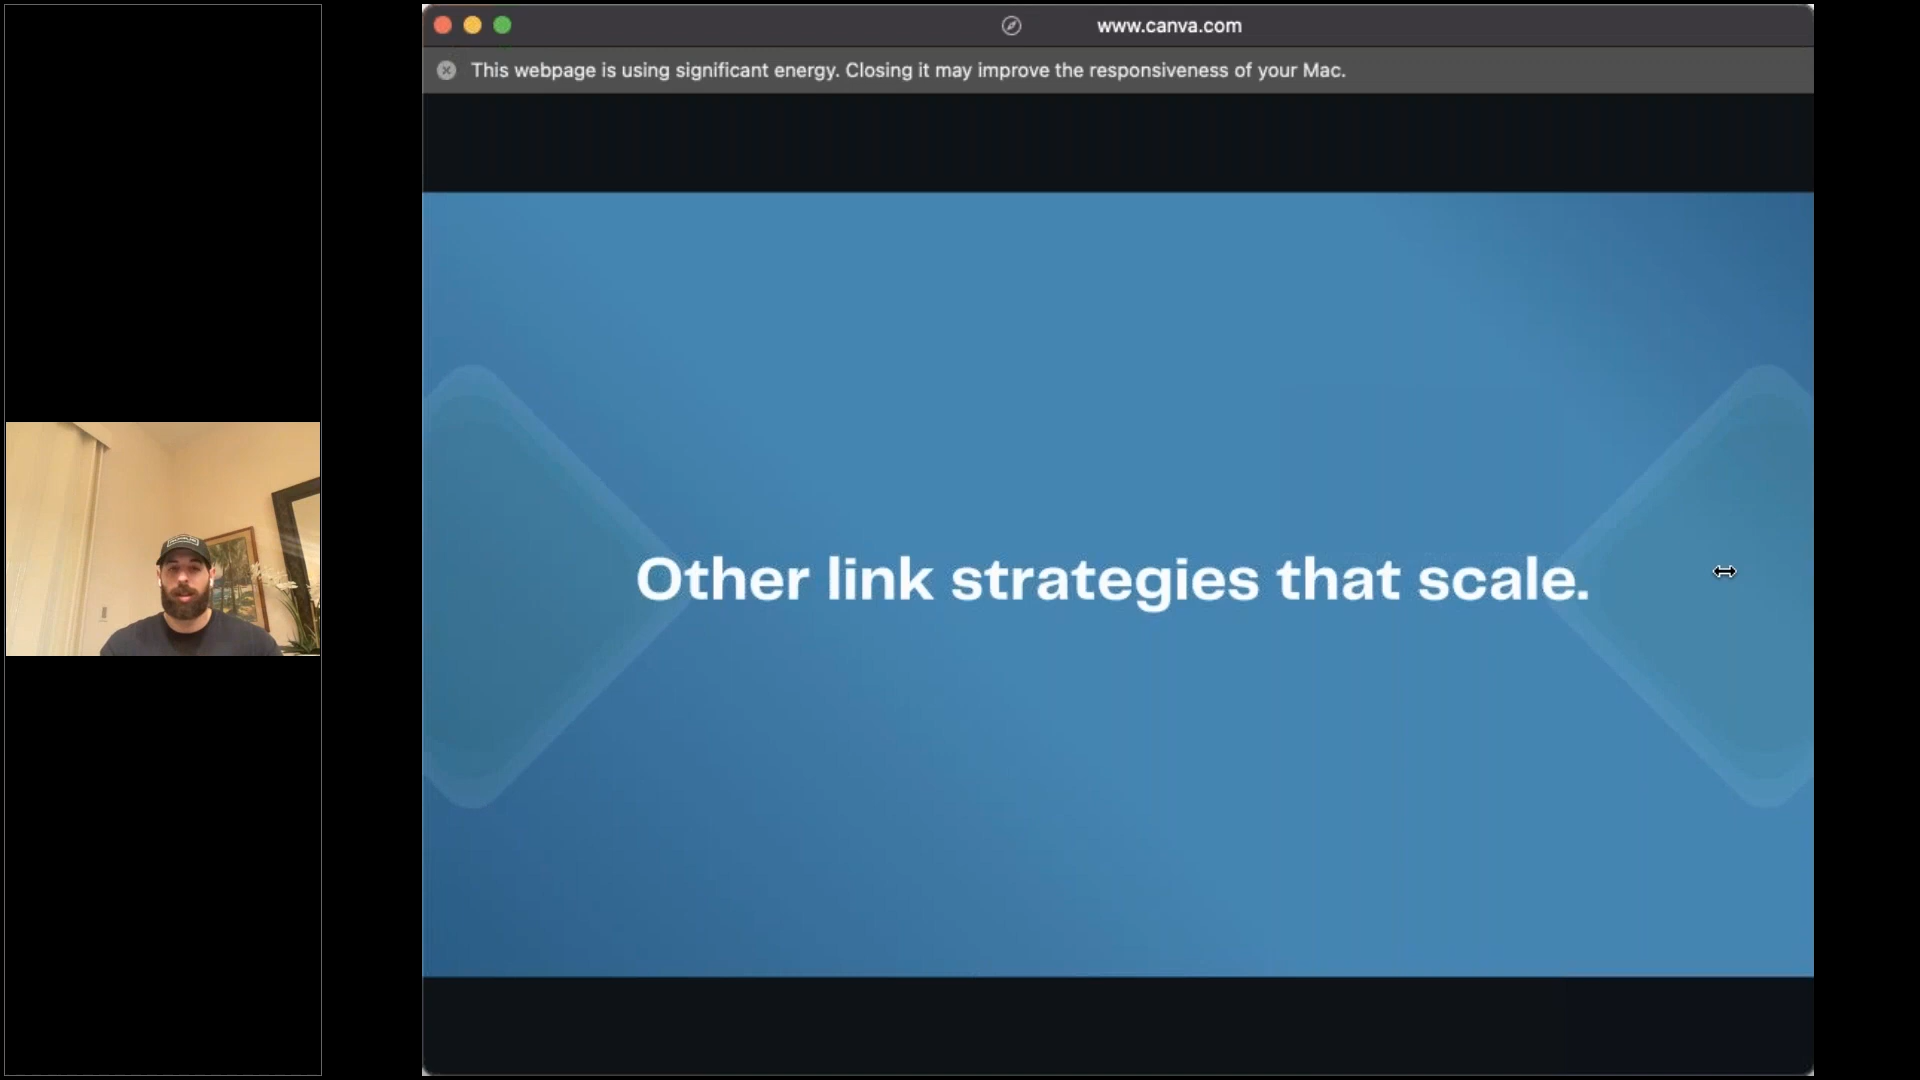 www.canva.com
This webpage is using significant energy. Closing it may improve the responsiveness of your Mac.
Other link strategies that scale.